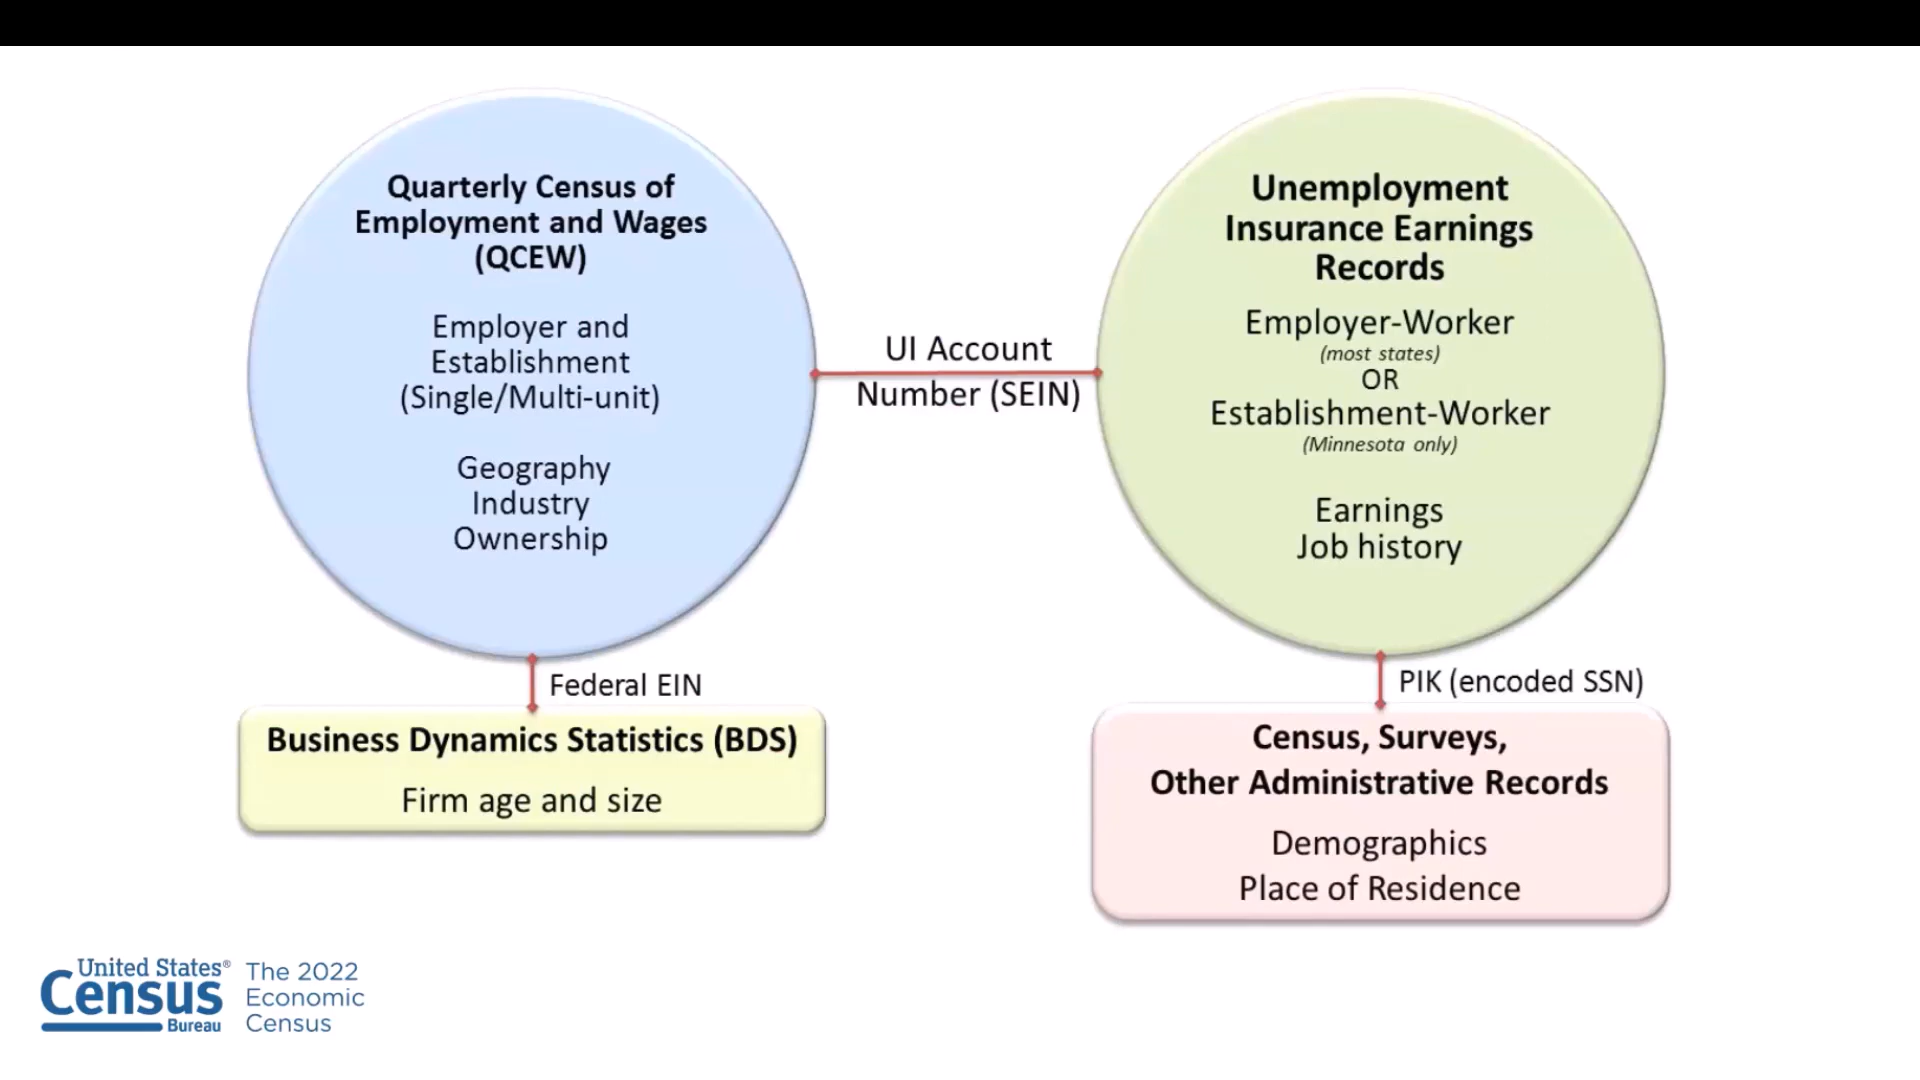 Quarterly Census of
Employment and Wages
(QCEW)
Employer and
Establishment
(Single/Multi-unit)
Geography
Industry
Ownership
UI Account
Number (SEIN)
Unemployment
Insurance Earnings
Records
Employer-Worker
(most states)
OR
Establishment-Worker
(Minnesota only)
Earnings
Job history
Federal EIN
Business Dynamics Statistics (BDS)
Firm age and size
PIK (encoded SSN)
Census, Surveys,
Other Administrative Records
Demographics
Place of Residence
United States®
Census
Bureau
The 2022
Economic
Census